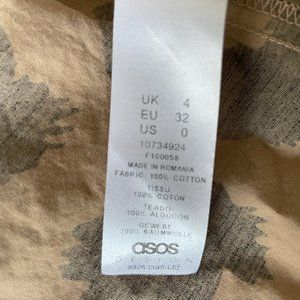 UK 4
EU 32
US 0
10734924
F100058
MADE IN ROMANIA
FABRIC: 100% COTTON
TISSU
100% COTON
TEJIDO
100% ALGODON
GEWEBE
100% BAUMWOLLE
asos
DESIGN
asos.com Ltd